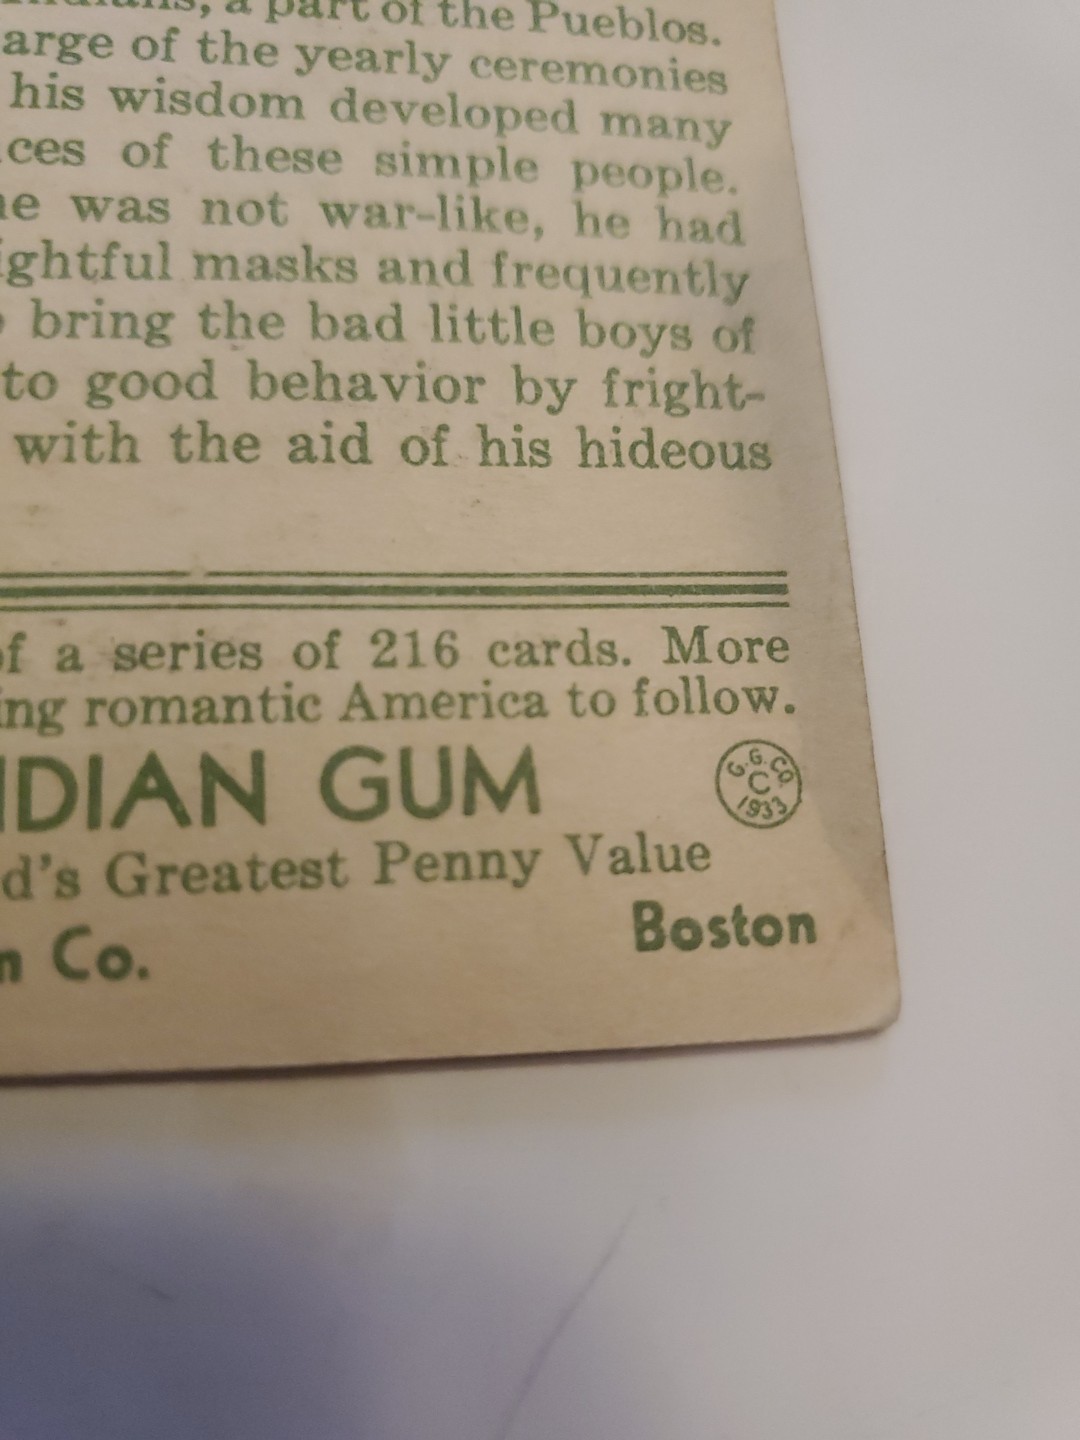 a part of the Pueblos.
arge of the yearly ceremonies
his wisdom developed many
ces of these simple people.
e was not war-like, he had
ightful masks and frequently
bring the bad little boys of
to good behavior by fright-
with the aid of his hideous
f a series of 216 cards. More
ing romantic America to follow.
DIAN GUM
G.G.CO.
C
1933
d's Greatest Penny Value
n Co. Boston